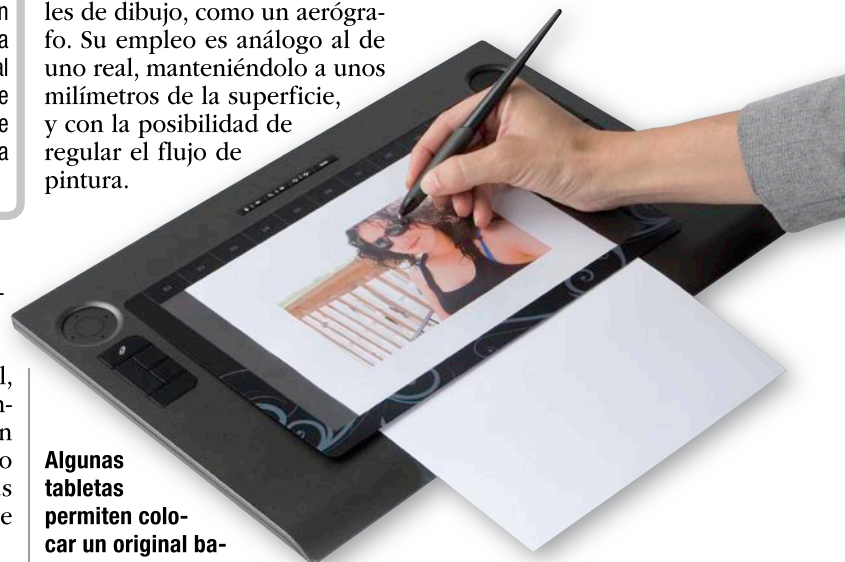 les de dibujo, como un aerógra-
fo. Su empleo es análogo al de
uno real, manteniéndolo a unos
milímetros de la superficie,
y con la posibilidad de
regular el flujo de
pintura.
Algunas
tabletas
permiten colo-
car un original ba-